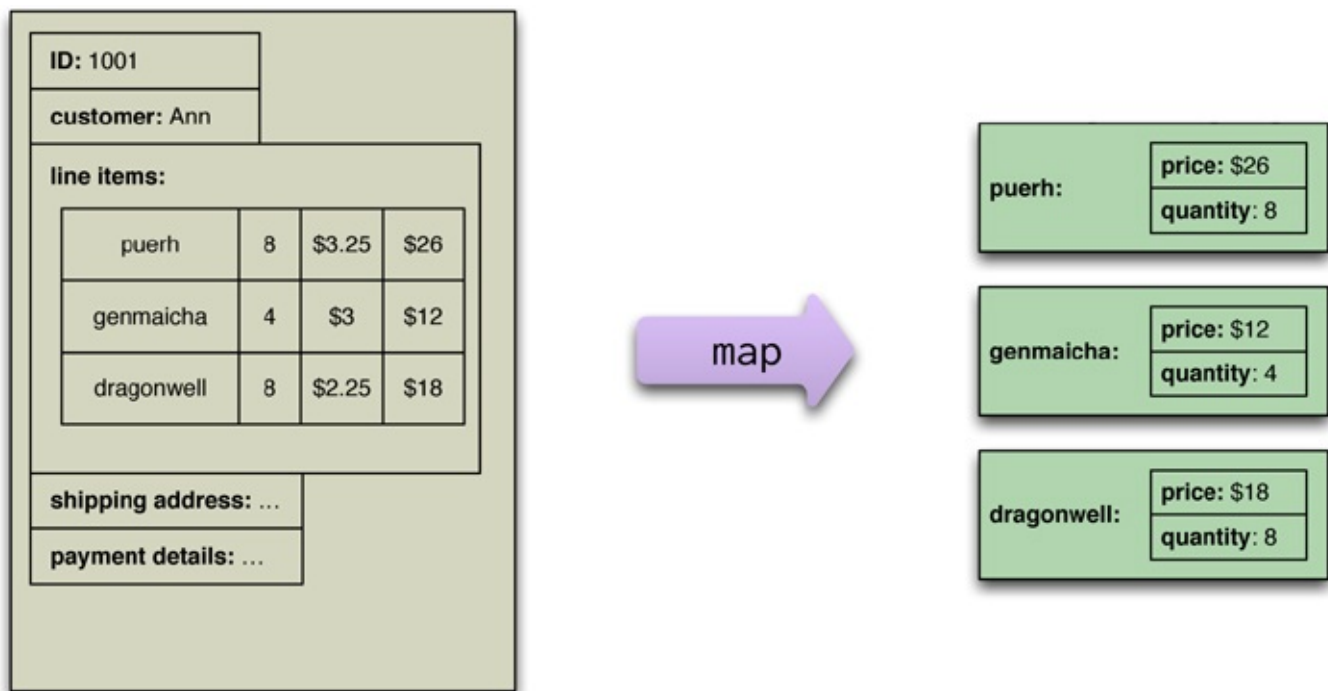 ID: 1001
customer: Ann
line items:
puerh 8 $3.25 $26
genmaicha 4 $3 $12
dragonwell 8 $2.25 $18
shipping address: ...
payment details: ...
map
puerh:
price: $26
quantity: 8
genmaicha:
price: $12
quantity: 4
dragonwell:
price: $18
quantity: 8